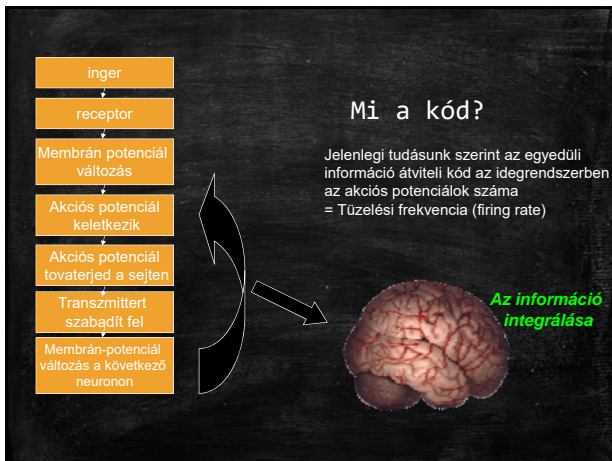 inger
receptor
Membrán potenciál
változás
Akciós potenciál
keletkezik
Akciós potenciál
tovaterjed a sejten
Transzmittert
szabadít fel
Membrán-potenciál
változás a következő
neuronon
Mi a kód?
Jelenlegi tudásunk szerint az egyedüli
információ átviteli kód az idegrendszerben
az akciós potenciálok száma
= Tüzelési frekvencia (firing rate)
Az információ
integrálása